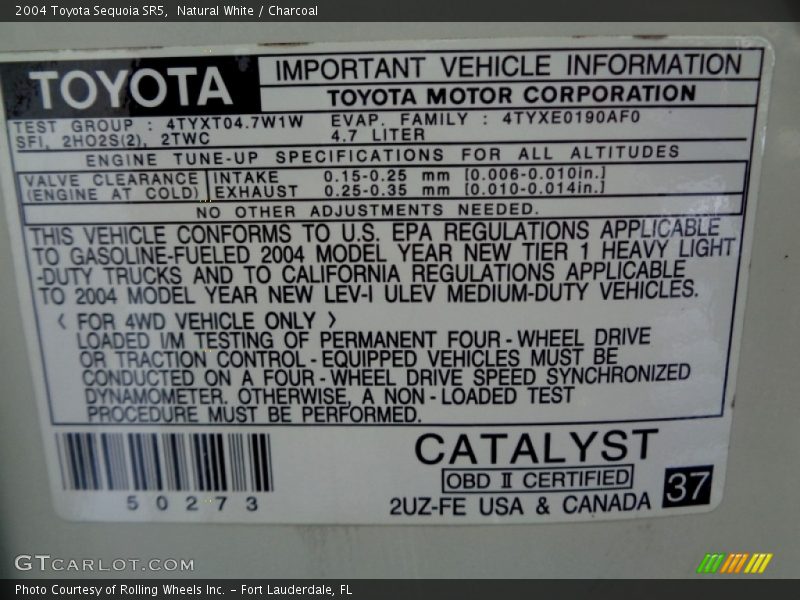 2004 Toyota Sequoia SR5,  Natural White / Charcoal
TOYOTA
IMPORTANT VEHICLE INFORMATION
TOYOTA MOTOR CORPORATION
TEST GROUP : 4TYXT04.7W1W   EVAP. FAMILY : 4TYXE0190AF0
SFI, 2HO2S(2), 2TWC   4.7 LITER
ENGINE TUNE-UP SPECIFICATIONS FOR ALL ALTITUDES
VALVE CLEARANCE   INTAKE   0.15-0.25 mm [0.006-0.010in.]
(ENGINE AT COLD)   EXHAUST   0.25-0.35 mm [0.010-0.014in.]
NO OTHER ADJUSTMENTS NEEDED.
THIS VEHICLE CONFORMS TO U.S. EPA REGULATIONS APPLICABLE
TO GASOLINE-FUELED 2004 MODEL YEAR NEW TIER 1 HEAVY LIGHT
-DUTY TRUCKS AND TO CALIFORNIA REGULATIONS APPLICABLE
TO 2004 MODEL YEAR NEW LEV-I ULEV MEDIUM-DUTY VEHICLES.
〈 FOR 4WD VEHICLE ONLY 〉
LOADED I/M TESTING OF PERMANENT FOUR - WHEEL DRIVE
OR TRACTION CONTROL - EQUIPPED VEHICLES MUST BE
CONDUCTED ON A FOUR - WHEEL DRIVE SPEED SYNCHRONIZED
DYNAMOMETER. OTHERWISE, A NON - LOADED TEST
PROCEDURE MUST BE PERFORMED.
50273
CATALYST
OBD II CERTIFIED
2UZ-FE USA & CANADA
37
GTCARLOT.COM
Photo Courtesy of Rolling Wheels Inc. – Fort Lauderdale, FL